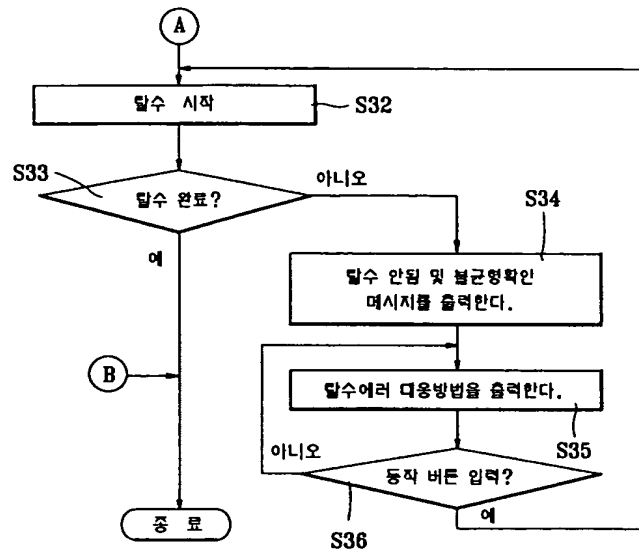 A
탈수 시작
S32
S33
탈수 완료?
아니오
예
S34
탈수 안됨 및 불균형확인
메시지를 출력한다.
B
탈수에러 대응방법을 출력한다.
S35
아니오
동작 버튼 입력?
S36
예
종 료